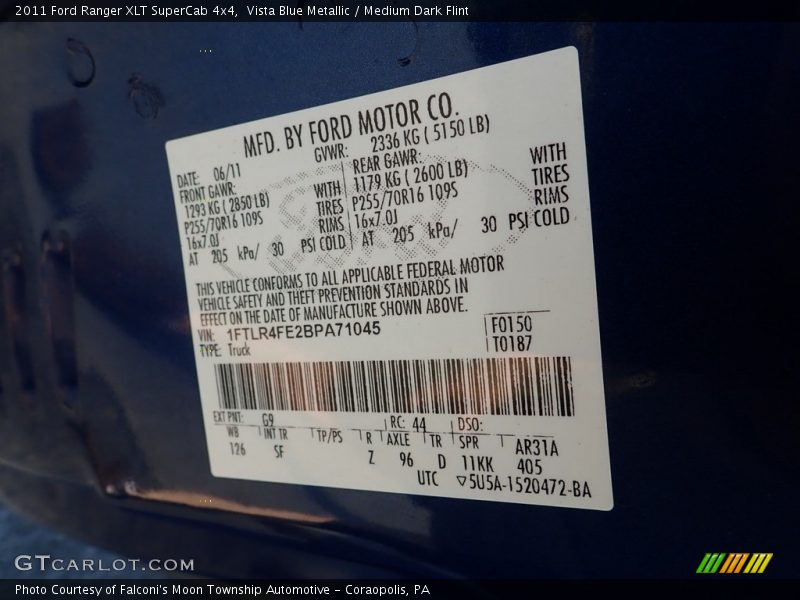 2011 Ford Ranger XLT SuperCab 4x4, Vista Blue Metallic / Medium Dark Flint
MFD. BY FORD MOTOR CO.
DATE: 06/11 GVWR: 2336 KG ( 5150 LB)
FRONT GAWR: REAR GAWR:
1293 KG ( 2850 LB) WITH 1179 KG ( 2600 LB) WITH
P255/70R16 109S TIRES P255/70R16 109S TIRES
16x7.0J RIMS 16x7.0J RIMS
AT 205 kPa/ 30 PSI COLD AT 205 kPa/ 30 PSI COLD
THIS VEHICLE CONFORMS TO ALL APPLICABLE FEDERAL MOTOR
VEHICLE SAFETY AND THEFT PREVENTION STANDARDS IN
EFFECT ON THE DATE OF MANUFACTURE SHOWN ABOVE.
VIN: 1FTLR4FE2BPA71045 F0150
TYPE: Truck T0187
EXT PNT: G9 RC: 44 DSO:
WB INT TR TP/PS R AXLE TR SPR AR31A
126 SF Z 96 D 11KK 405
UTC ▽5U5A-1520472-BA
GTCARLOT.COM
Photo Courtesy of Falconi's Moon Township Automotive - Coraopolis, PA